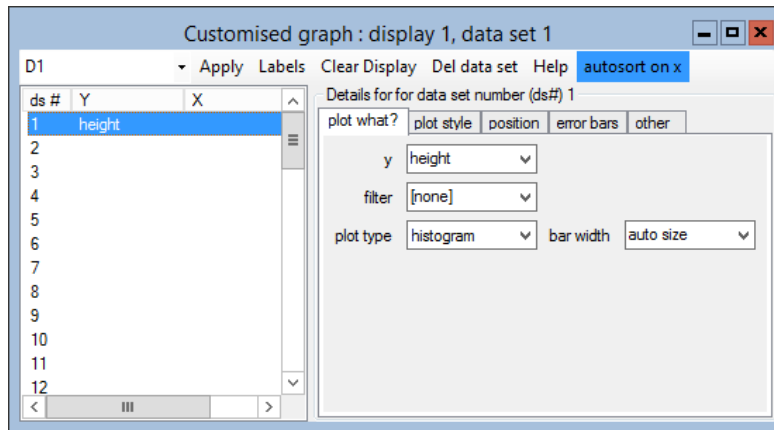 Customised graph : display 1, data set 1
D1 Apply Labels Clear Display Del data set Help autosort on x
ds # Y X
1 height
2
3
4
5
6
7
8
9
10
11
12
Details for for data set number (ds#) 1
plot what? plot style position error bars other
y height
filter [none]
plot type histogram bar width auto size